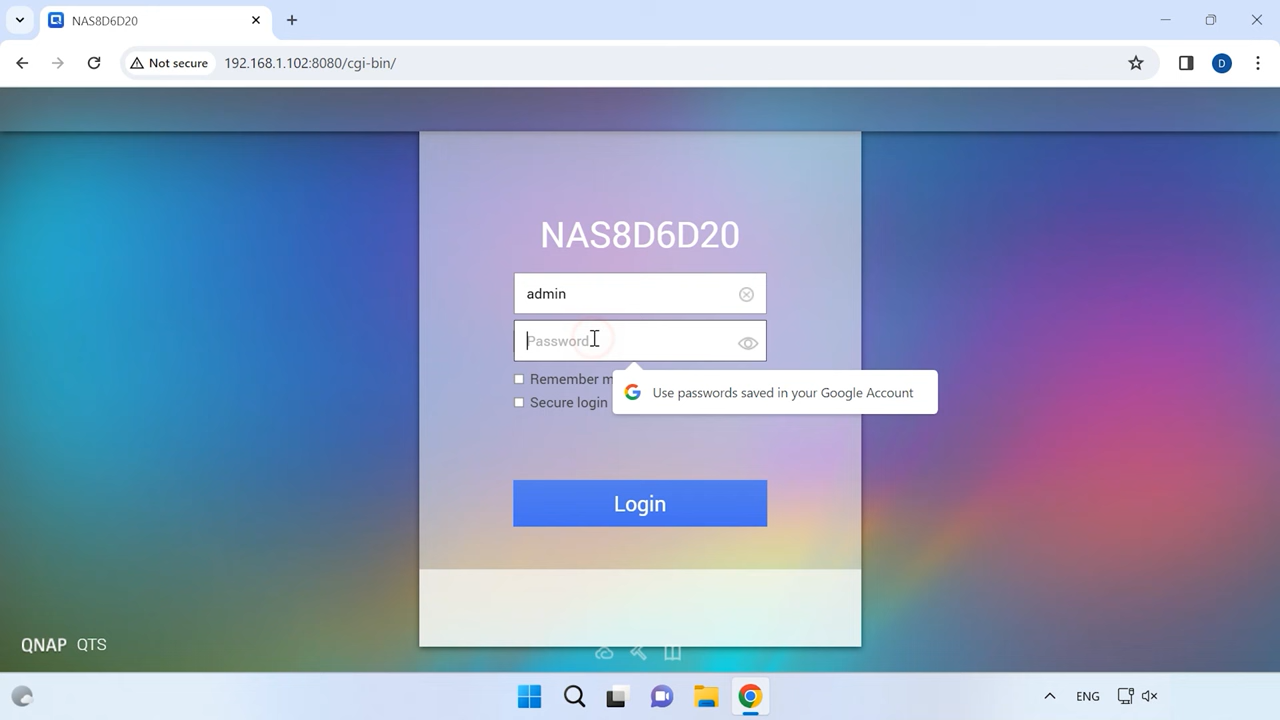 NAS8D6D20
Not secure 192.168.1.102:8080/cgi-bin/ D
NAS8D6D20
admin
Password
Remember m
Use passwords saved in your Google Account
Secure login
Login
QNAP QTS
ENG